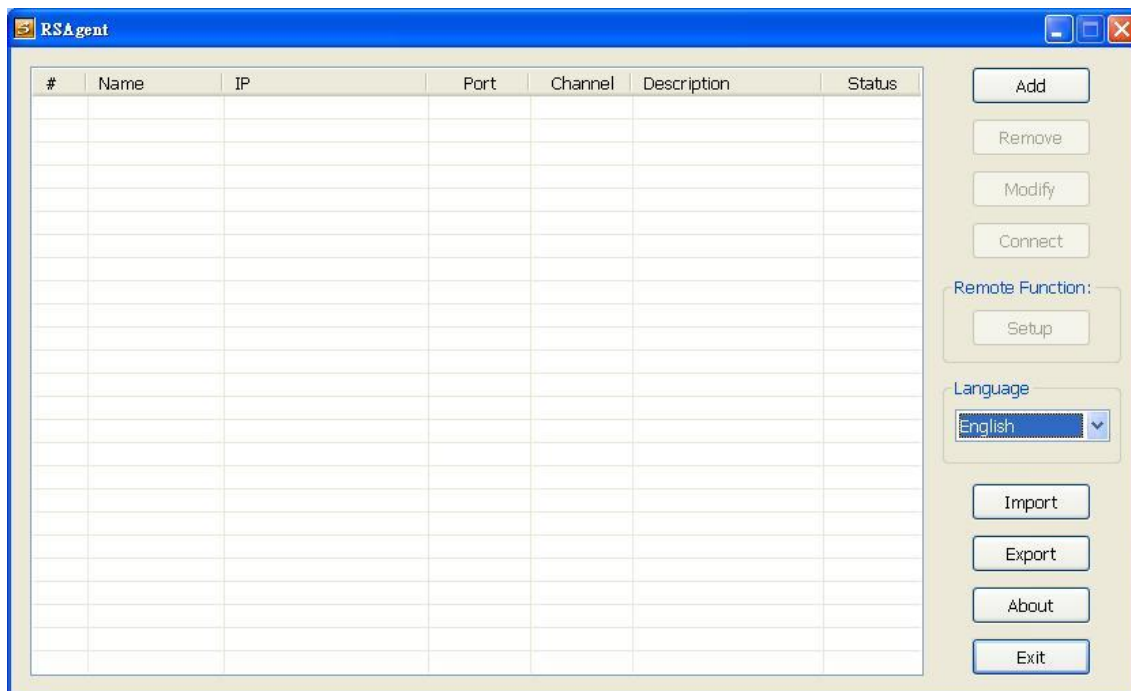 RSAgent
# Name IP Port Channel Description Status
Add
Remove
Modify
Connect
Remote Function:
Setup
Language
English
Import
Export
About
Exit